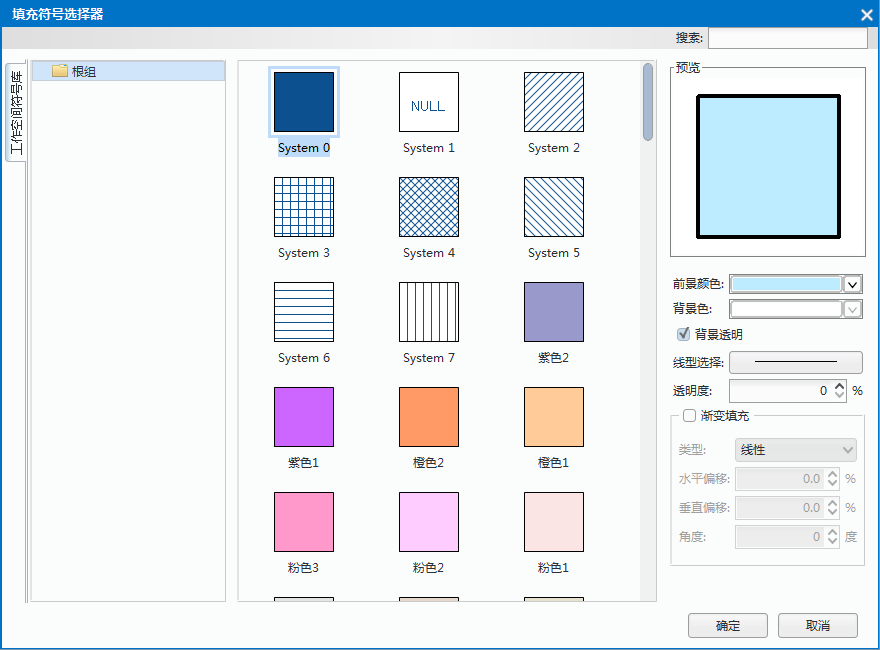 填充符号选择器
搜索:
工作空间符号库
根组
System 0
NULL
System 1
System 2
System 3
System 4
System 5
System 6
System 7
紫色2
紫色1
橙色2
橙色1
粉色3
粉色2
粉色1
预览
前景颜色:
背景色:
背景透明
线型选择:
透明度: 0 %
渐变填充
类型: 线性
水平偏移: 0.0 %
垂直偏移: 0.0 %
角度: 0 度
确定 取消